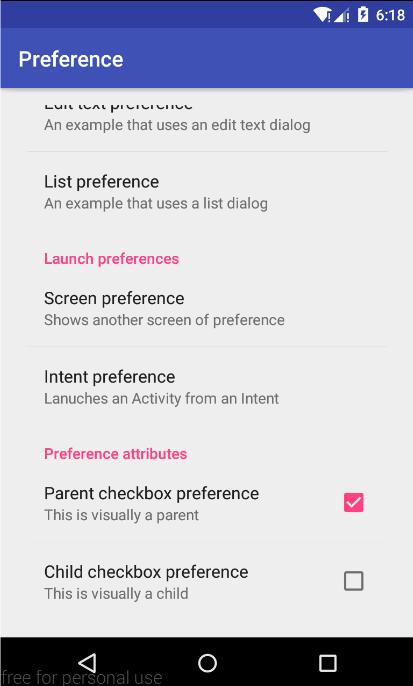 6:18
Preference
Edit text preference
An example that uses an edit text dialog
List preference
An example that uses a list dialog
Launch preferences
Screen preference
Shows another screen of preference
Intent preference
Lanuches an Activity from an Intent
Preference attributes
Parent checkbox preference
This is visually a parent
Child checkbox preference
This is visually a child
free for personal use